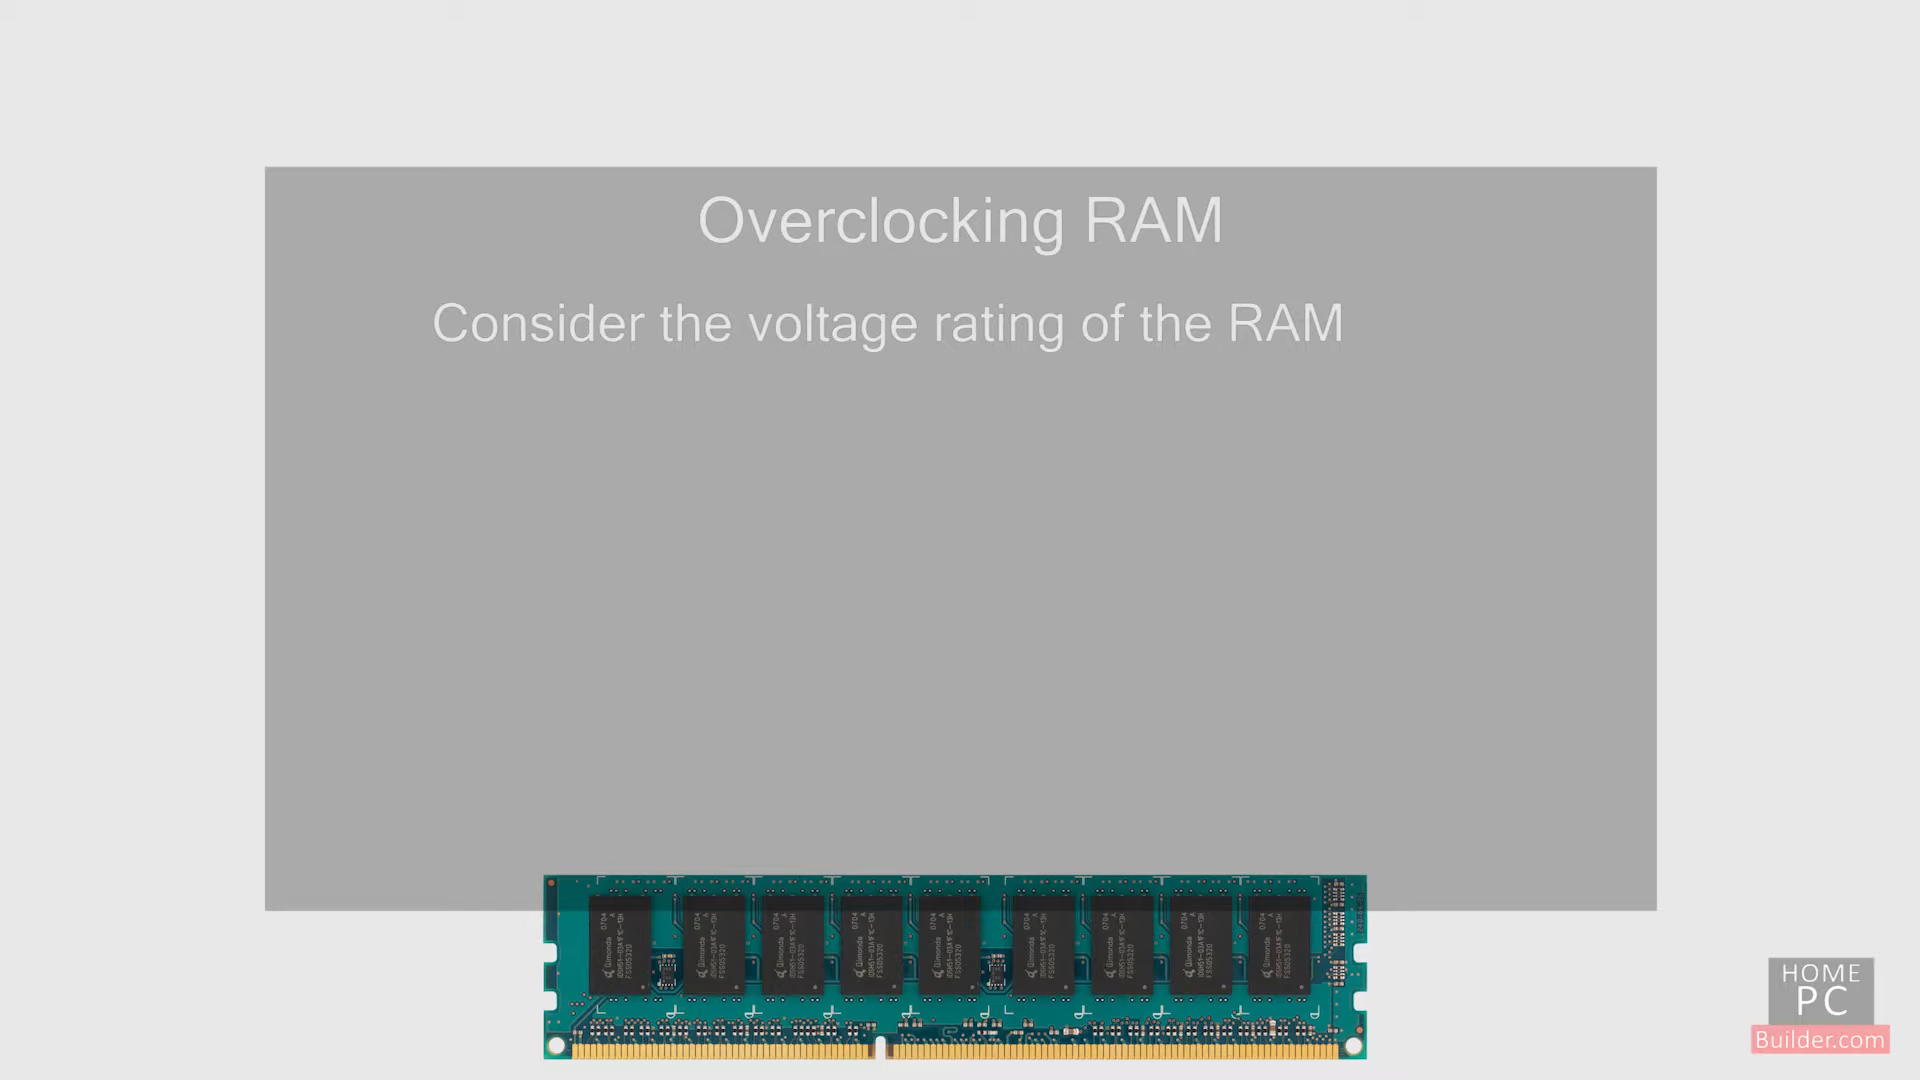 Overclocking RAM
Consider the voltage rating of the RAM
HOME
PC
Builder.com